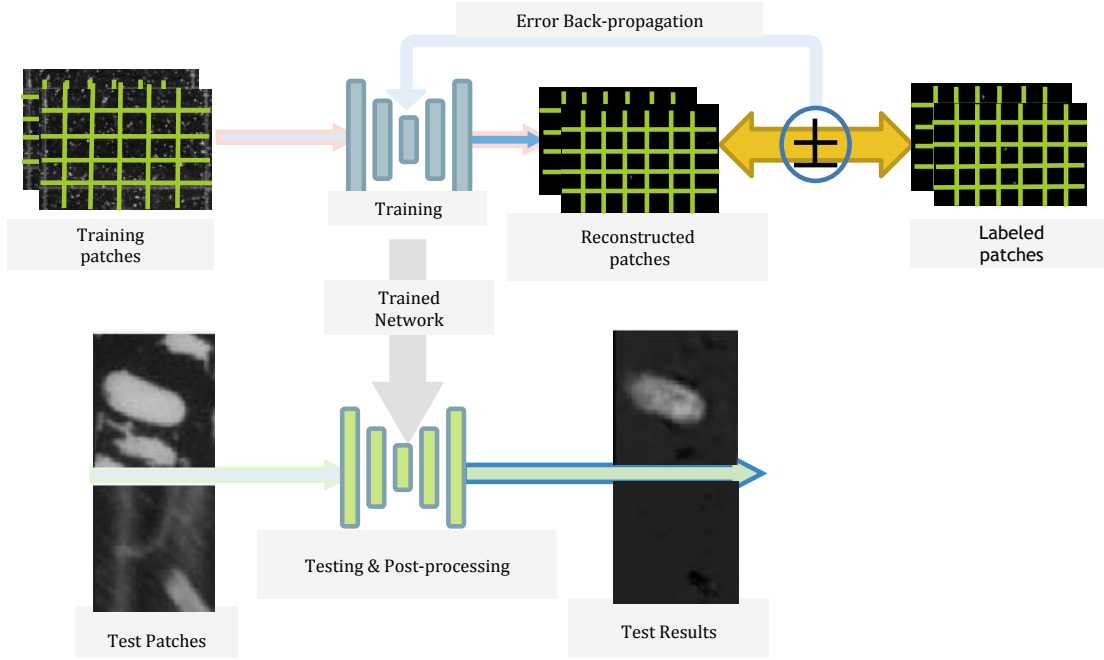 Error Back-propagation
Training
patches
Training
Reconstructed
patches
Labeled
patches
Trained
Network
Testing & Post-processing
Test Patches
Test Results